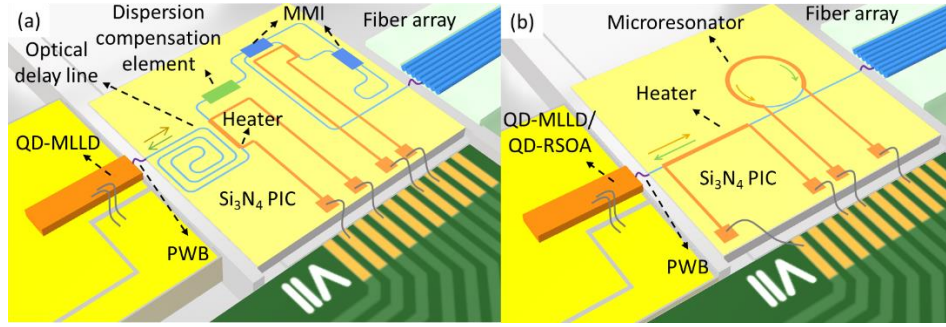 (a)
Dispersion
compensation
element
MMI
Fiber array
Optical
delay line
Heater
QD-MLLD
Si₃N₄ PIC
PWB
(b)
Microresonator
Fiber array
Heater
QD-MLLD/
QD-RSOA
Si₃N₄ PIC
PWB